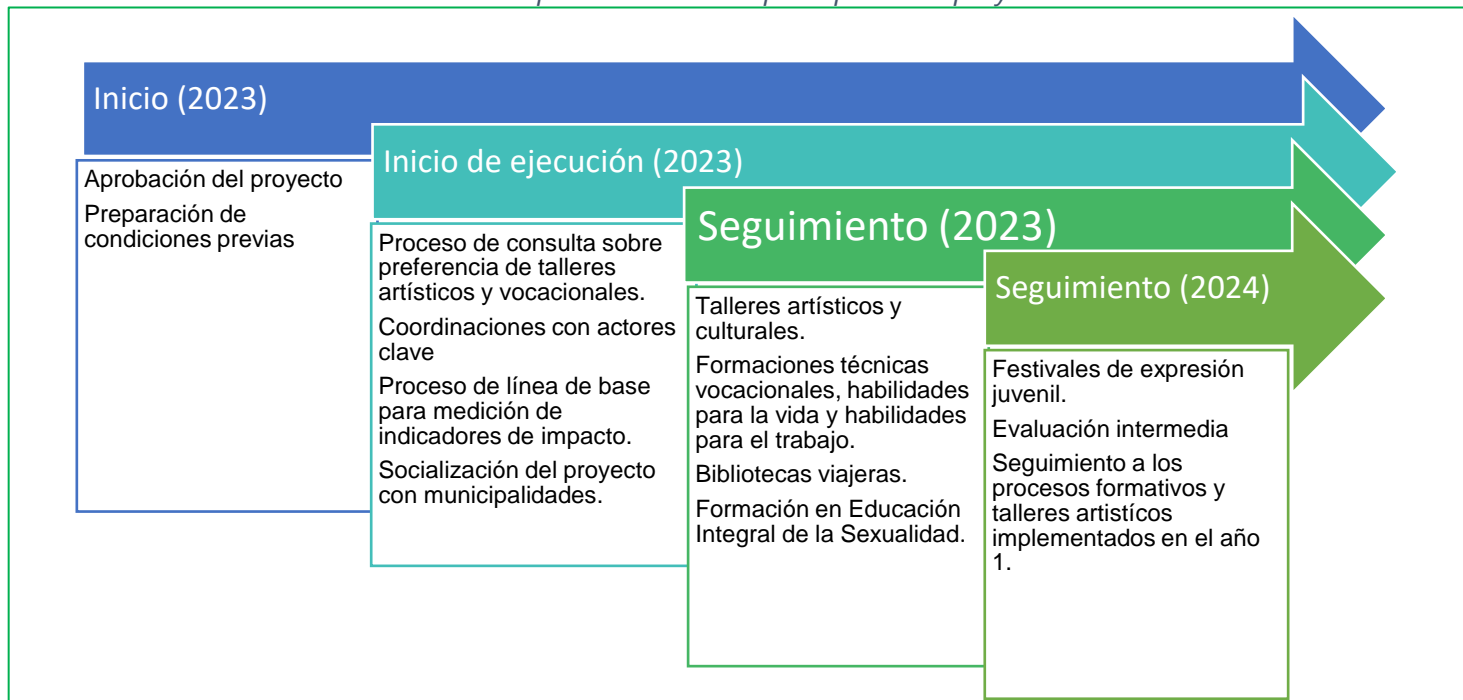 Inicio (2023)
Aprobación del proyecto
Preparación de
condiciones previas
Inicio de ejecución (2023)
Proceso de consulta sobre
preferencia de talleres
artísticos y vocacionales.
Coordinaciones con actores
clave
Proceso de línea de base
para medición de
indicadores de impacto.
Socialización del proyecto
con municipalidades.
Seguimiento (2023)
Talleres artísticos y
culturales.
Formaciones técnicas
vocacionales, habilidades
para la vida y habilidades
para el trabajo.
Bibliotecas viajeras.
Formación en Educación
Integral de la Sexualidad.
Seguimiento (2024)
Festivales de expresión
juvenil.
Evaluación intermedia
Seguimiento a los
procesos formativos y
talleres artistícos
implementados en el año
1.